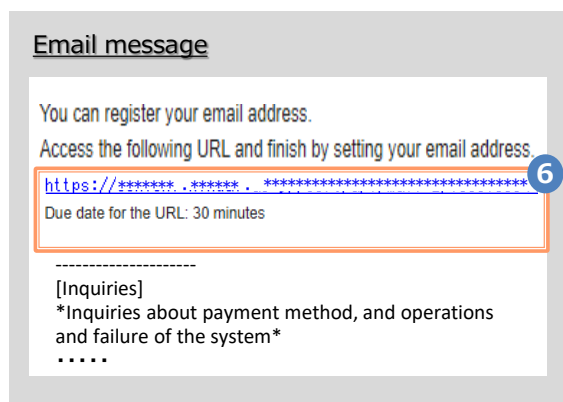 Email message
You can register your email address.
Access the following URL and finish by setting your email address.
6
https://*******.******. *********************************
Due date for the URL: 30 minutes
---------------------
[Inquiries]
*Inquiries about payment method, and operations
and failure of the system*
・・・・・